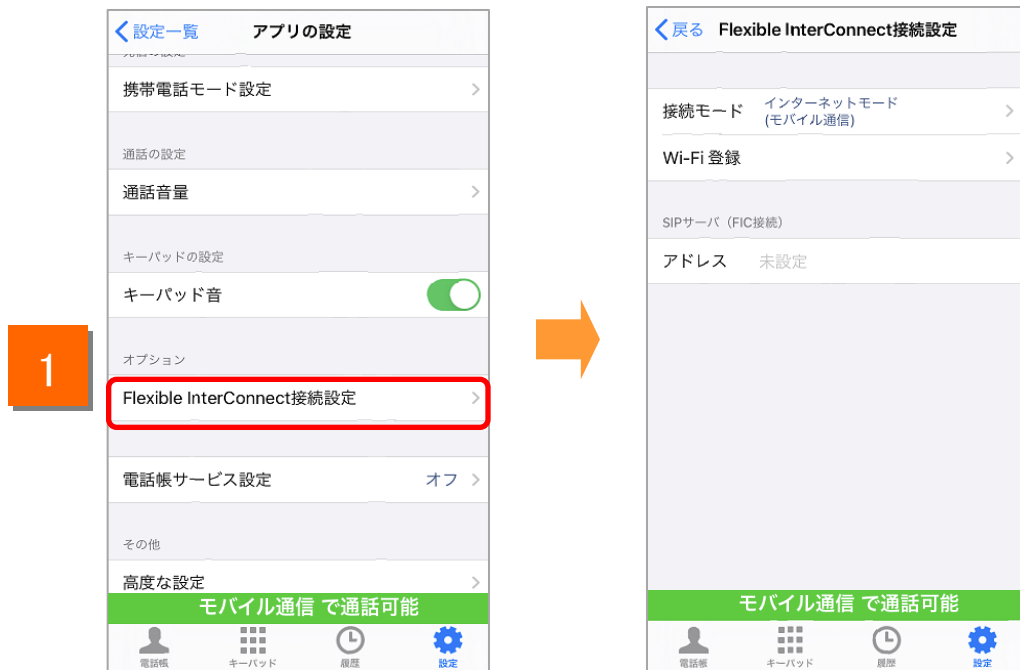 設定一覧
アプリの設定
携帯電話モード設定
通話の設定
通話音量
キーパッドの設定
キーパッド音
オプション
1
Flexible InterConnect接続設定
電話帳サービス設定 オフ
その他
高度な設定
モバイル通信 で通話可能
電話帳 キーパッド 履歴 設定
戻る Flexible InterConnect接続設定
接続モード インターネットモード
(モバイル通信)
Wi-Fi 登録
SIPサーバ（FIC接続）
アドレス 未設定
モバイル通信 で通話可能
電話帳 キーパッド 履歴 設定